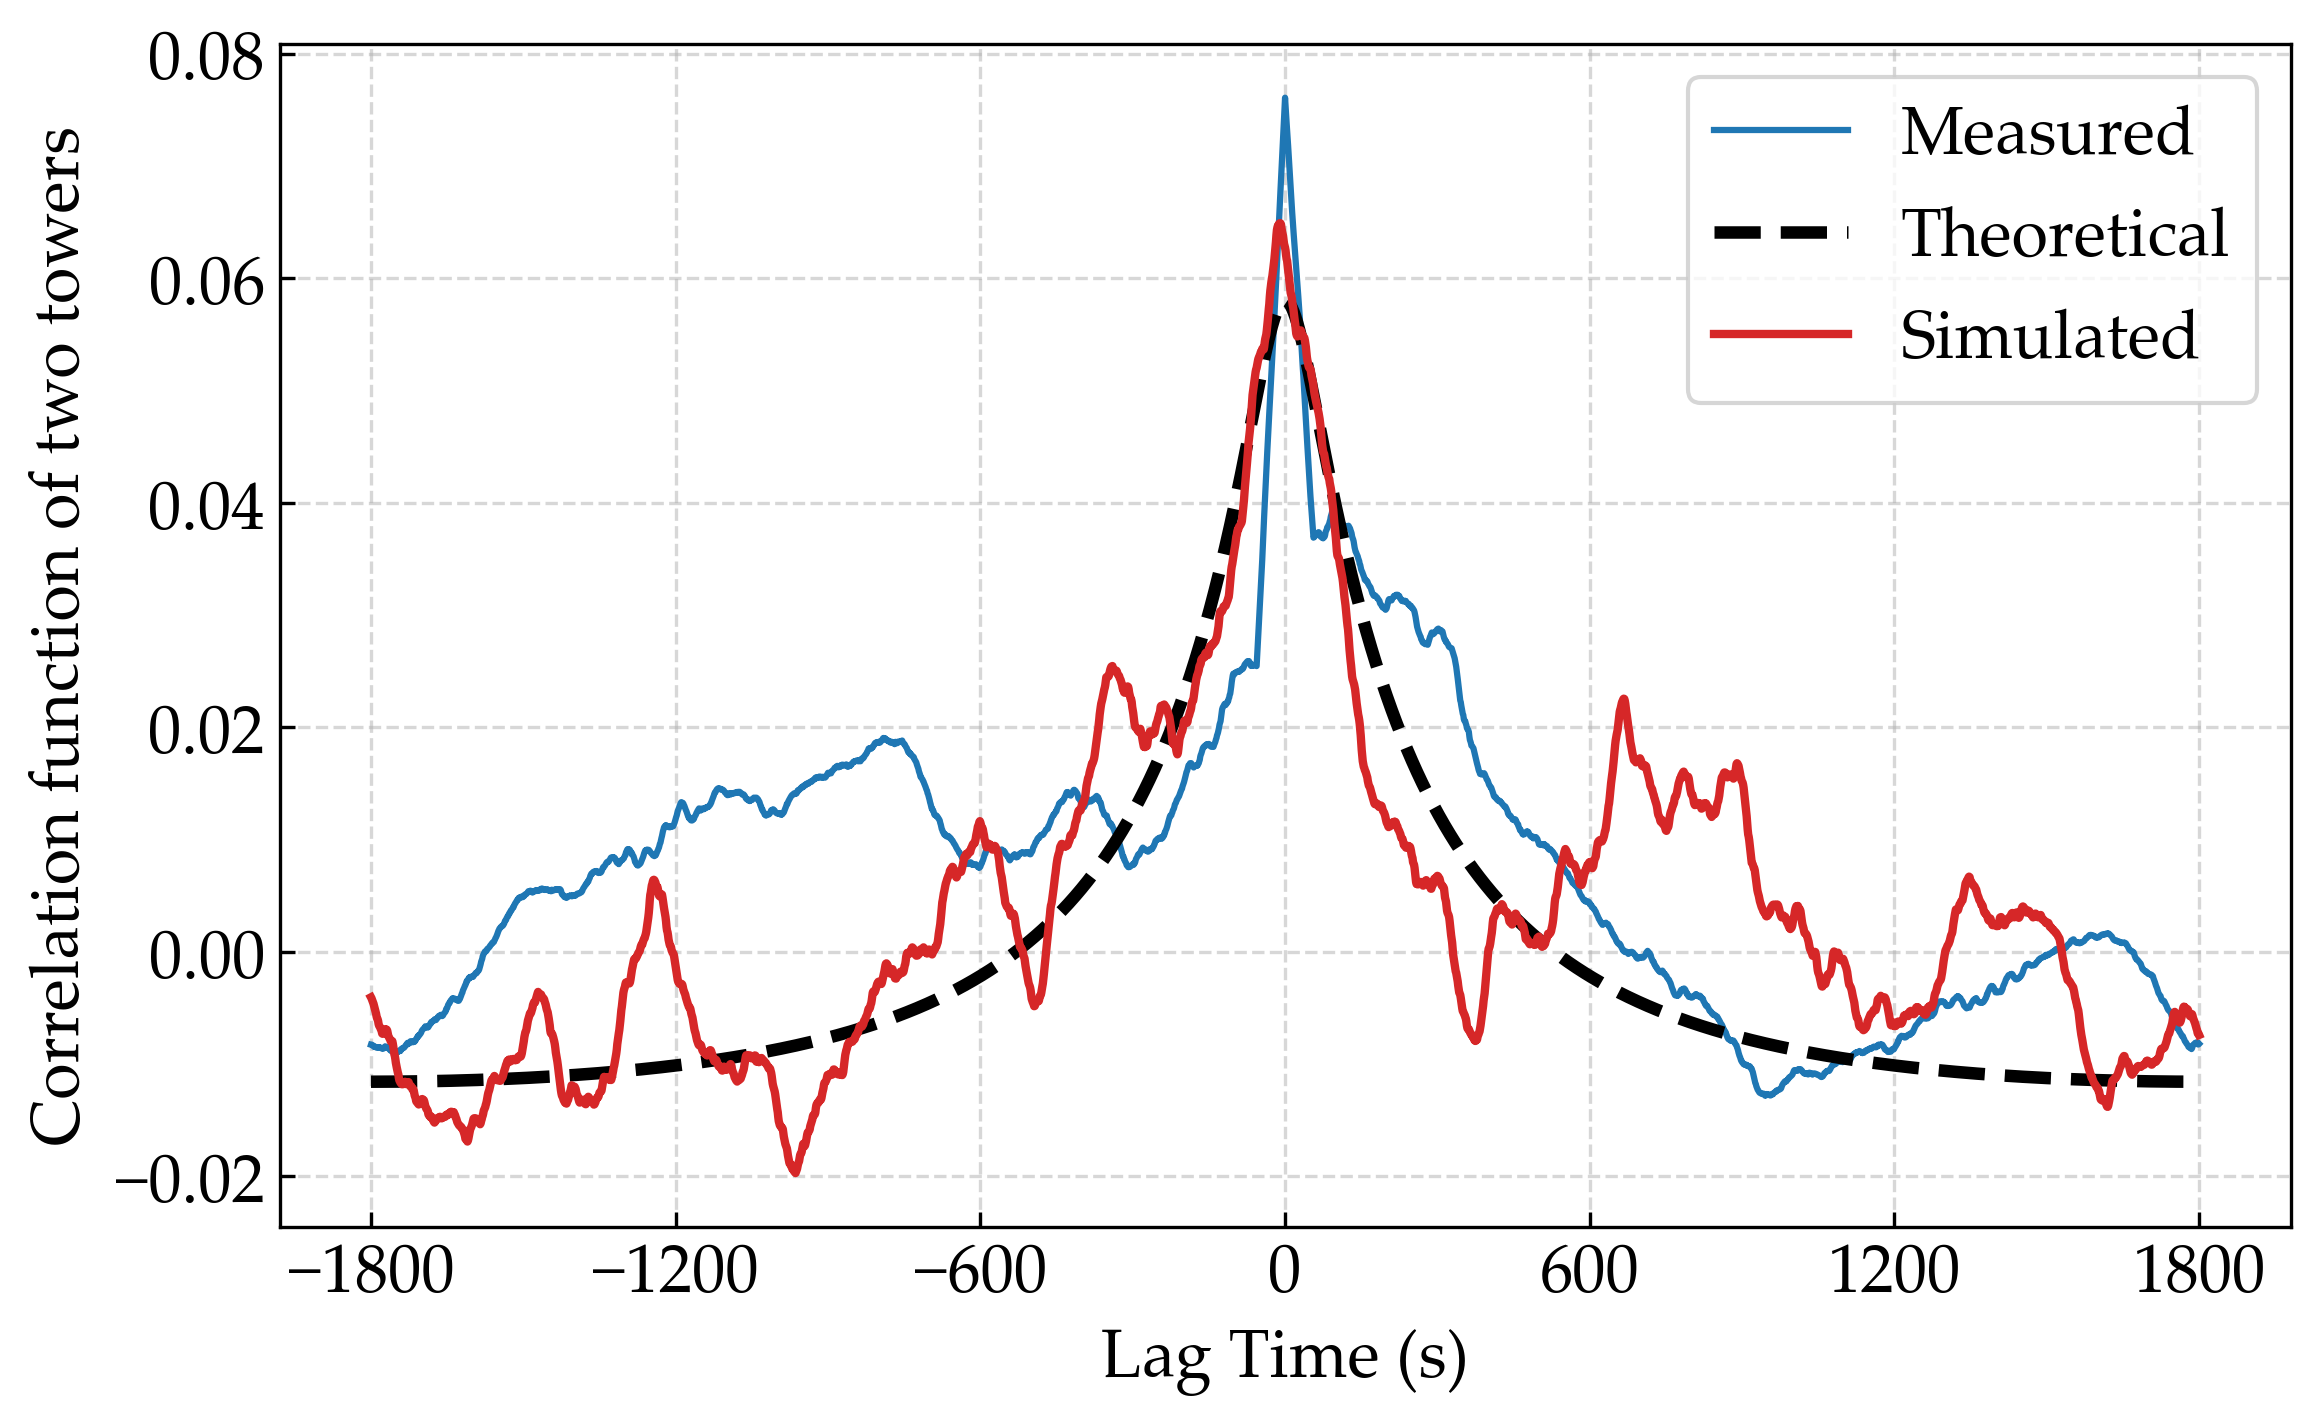 Correlation function of two towers
0.08
0.06
0.04
0.02
0.00
−0.02
−1800
−1200
−600
0
600
1200
1800
Lag Time (s)
Measured
Theoretical
Simulated